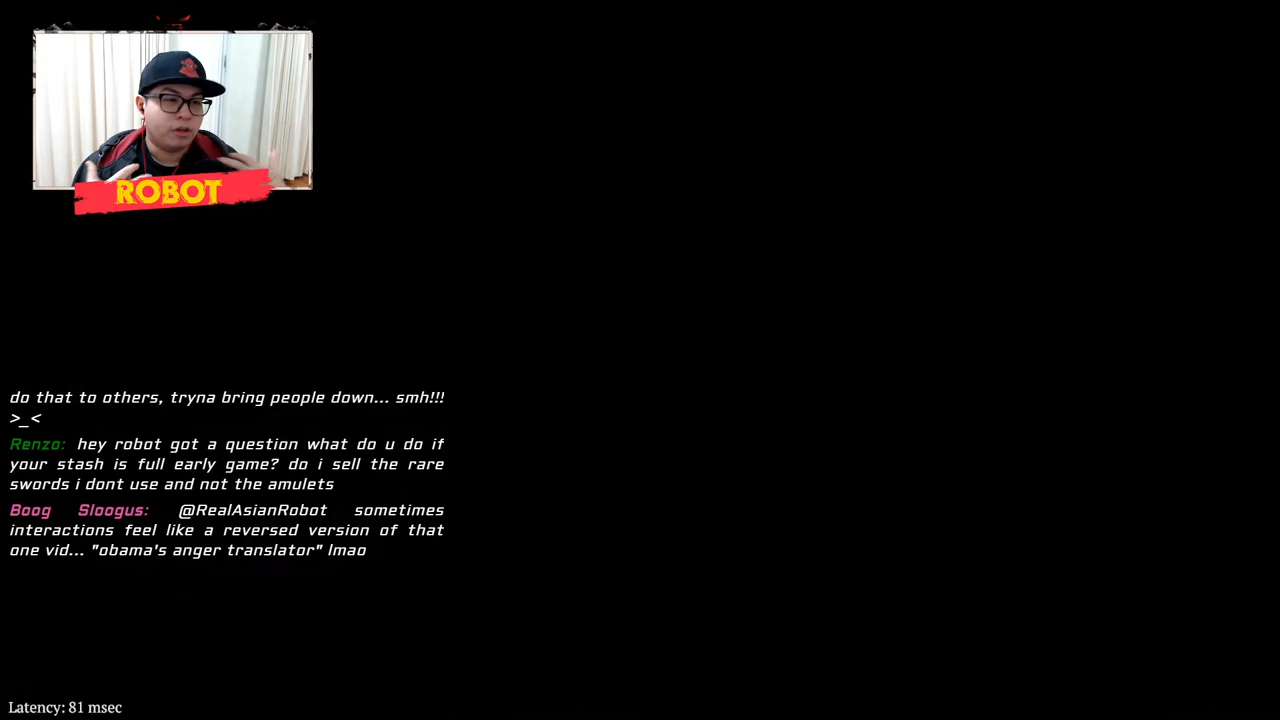 ROBOT
do that to others, tryna bring people down... smh!!!
>_<
Renzo: hey robot got a question what do u do if
your stash is full early game? do i sell the rare
swords i dont use and not the amulets
Boog Sloogus: @RealAsianRobot sometimes
interactions feel like a reversed version of that
one vid... "obama's anger translator" lmao
Latency: 81 msec